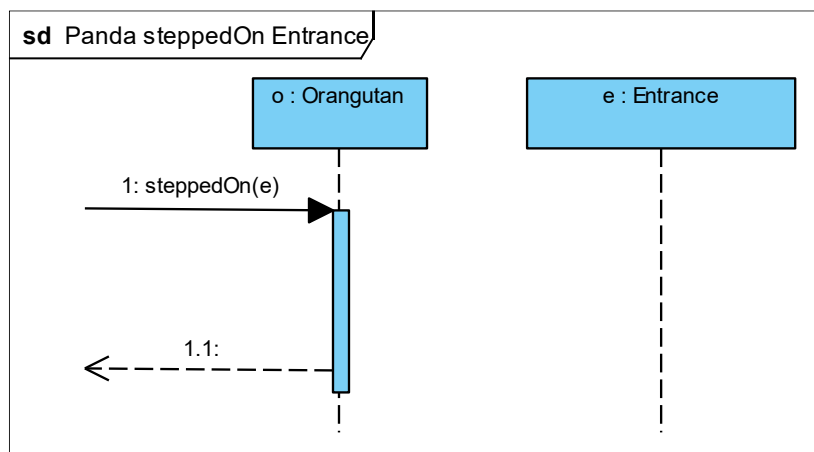 sd Panda steppedOn Entrance
o : Orangutan
e : Entrance
1: steppedOn(e)
1.1: